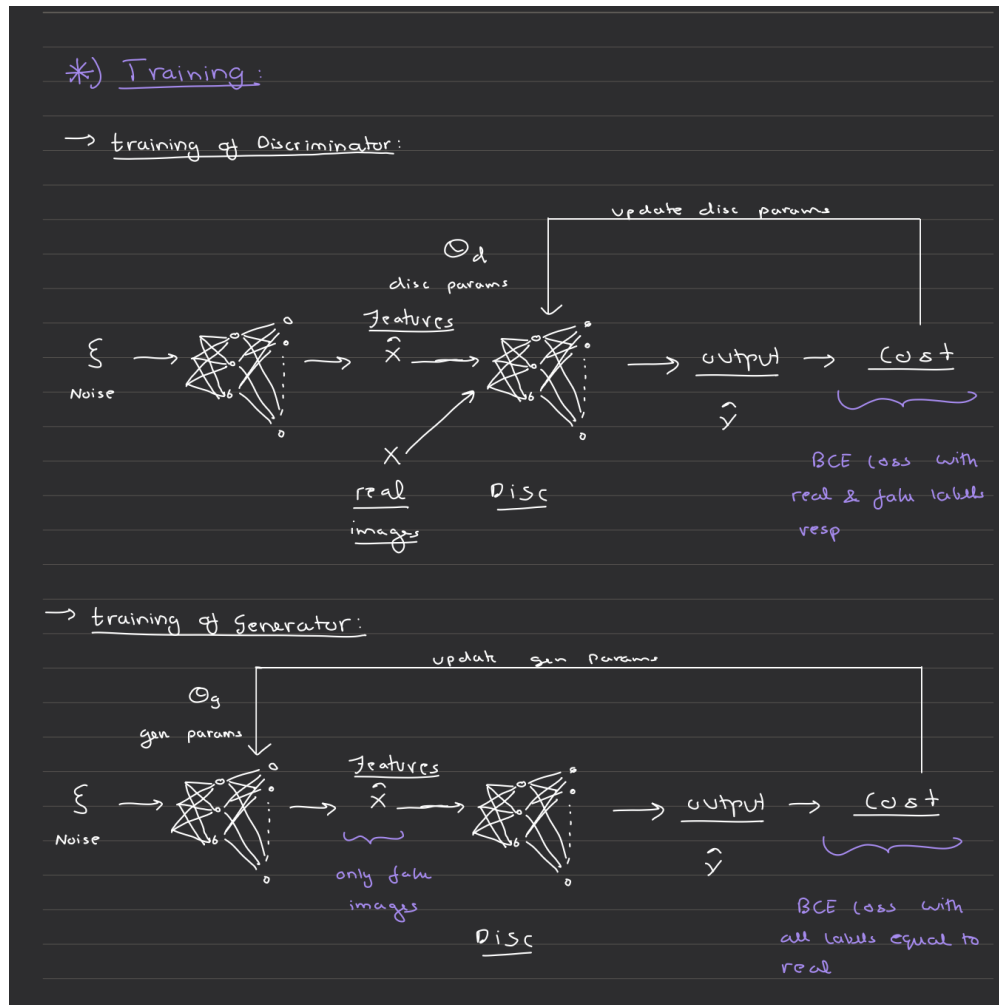 *) Training:
→ training of Discriminator:
update disc params
Θd
disc params
Features
ξ → → x̂ → → output → cost
Noise
ŷ
X
real
images
Disc
BCE loss with
real & fake labels
resp
→ training of Generator:
update gen params
Θg
gen params
Features
ξ → → x̂ → → output → cost
Noise
ŷ
only fake
images
Disc
BCE loss with
all labels equal to
real